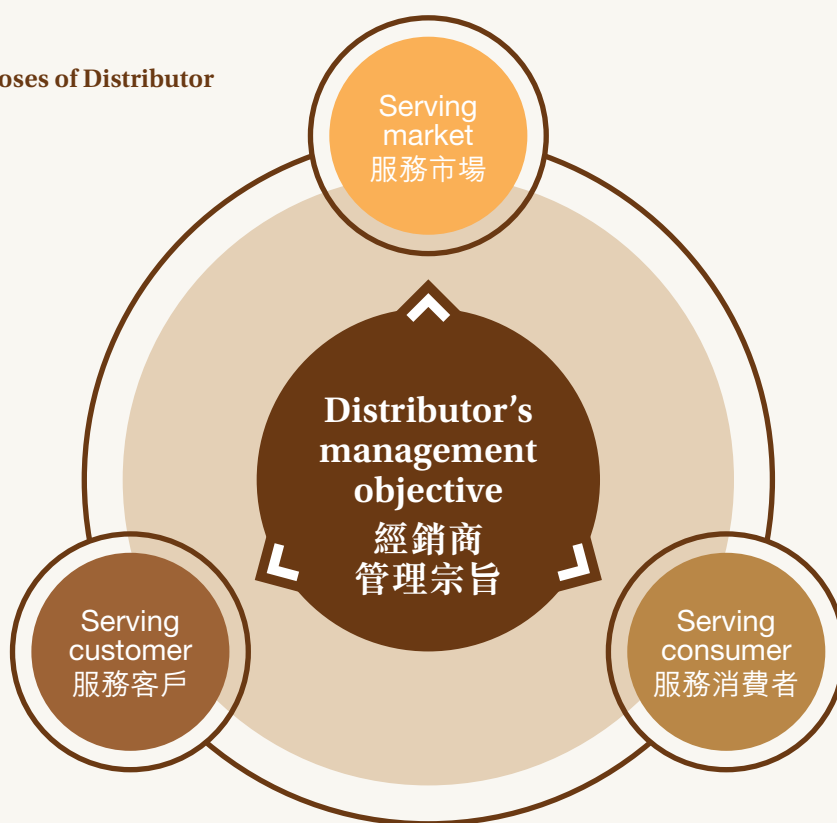 oses of Distributor
Serving
market
服務市場
Distributor’s
management
objective
經銷商
管理宗旨
Serving
customer
服務客戶
Serving
consumer
服務消費者